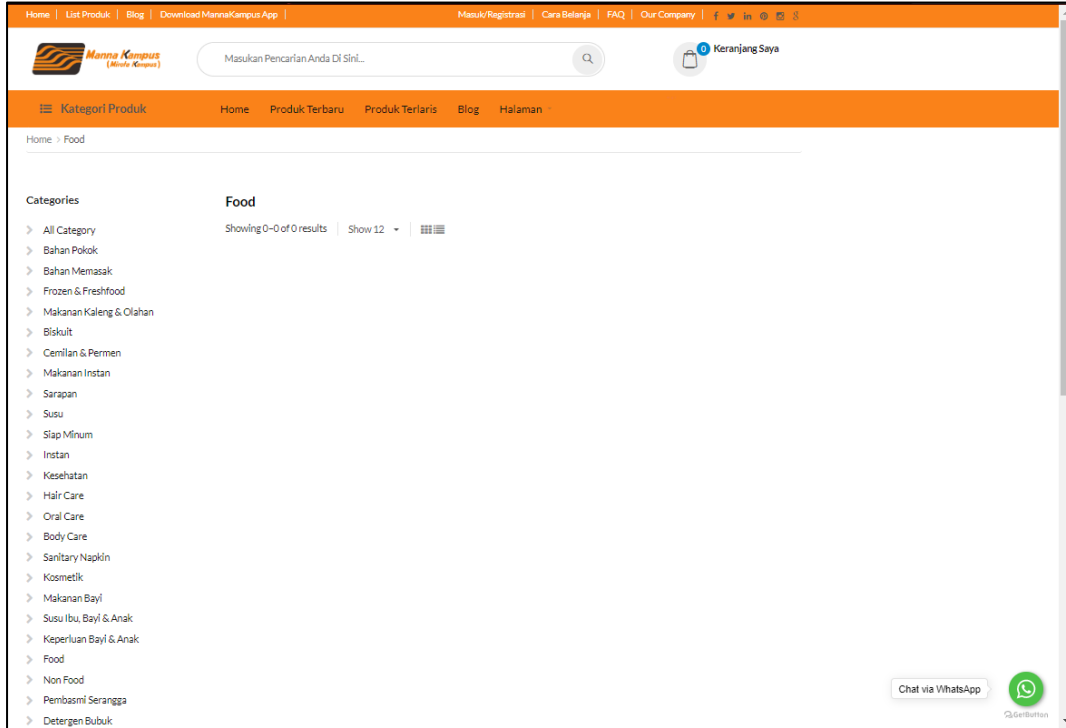 Home | List Produk | Blog | Download MannaKampus App |
Masuk/Registrasi | Cara Belanja | FAQ | Our Company |
Manna Kampus
(Mirota Kampus)
Masukan Pencarian Anda Di Sini...
0
Keranjang Saya
Kategori Produk
Home Produk Terbaru Produk Terlaris Blog Halaman
Home > Food
Categories
All Category
Bahan Pokok
Bahan Memasak
Frozen & Freshfood
Makanan Kaleng & Olahan
Biskuit
Cemilan & Permen
Makanan Instan
Sarapan
Susu
Siap Minum
Instan
Kesehatan
Hair Care
Oral Care
Body Care
Sanitary Napkin
Kosmetik
Makanan Bayi
Susu Ibu, Bayi & Anak
Keperluan Bayi & Anak
Food
Non Food
Pembasmi Serangga
Detergen Bubuk
Food
Showing 0–0 of 0 results
Show 12
Chat via WhatsApp
GetButton